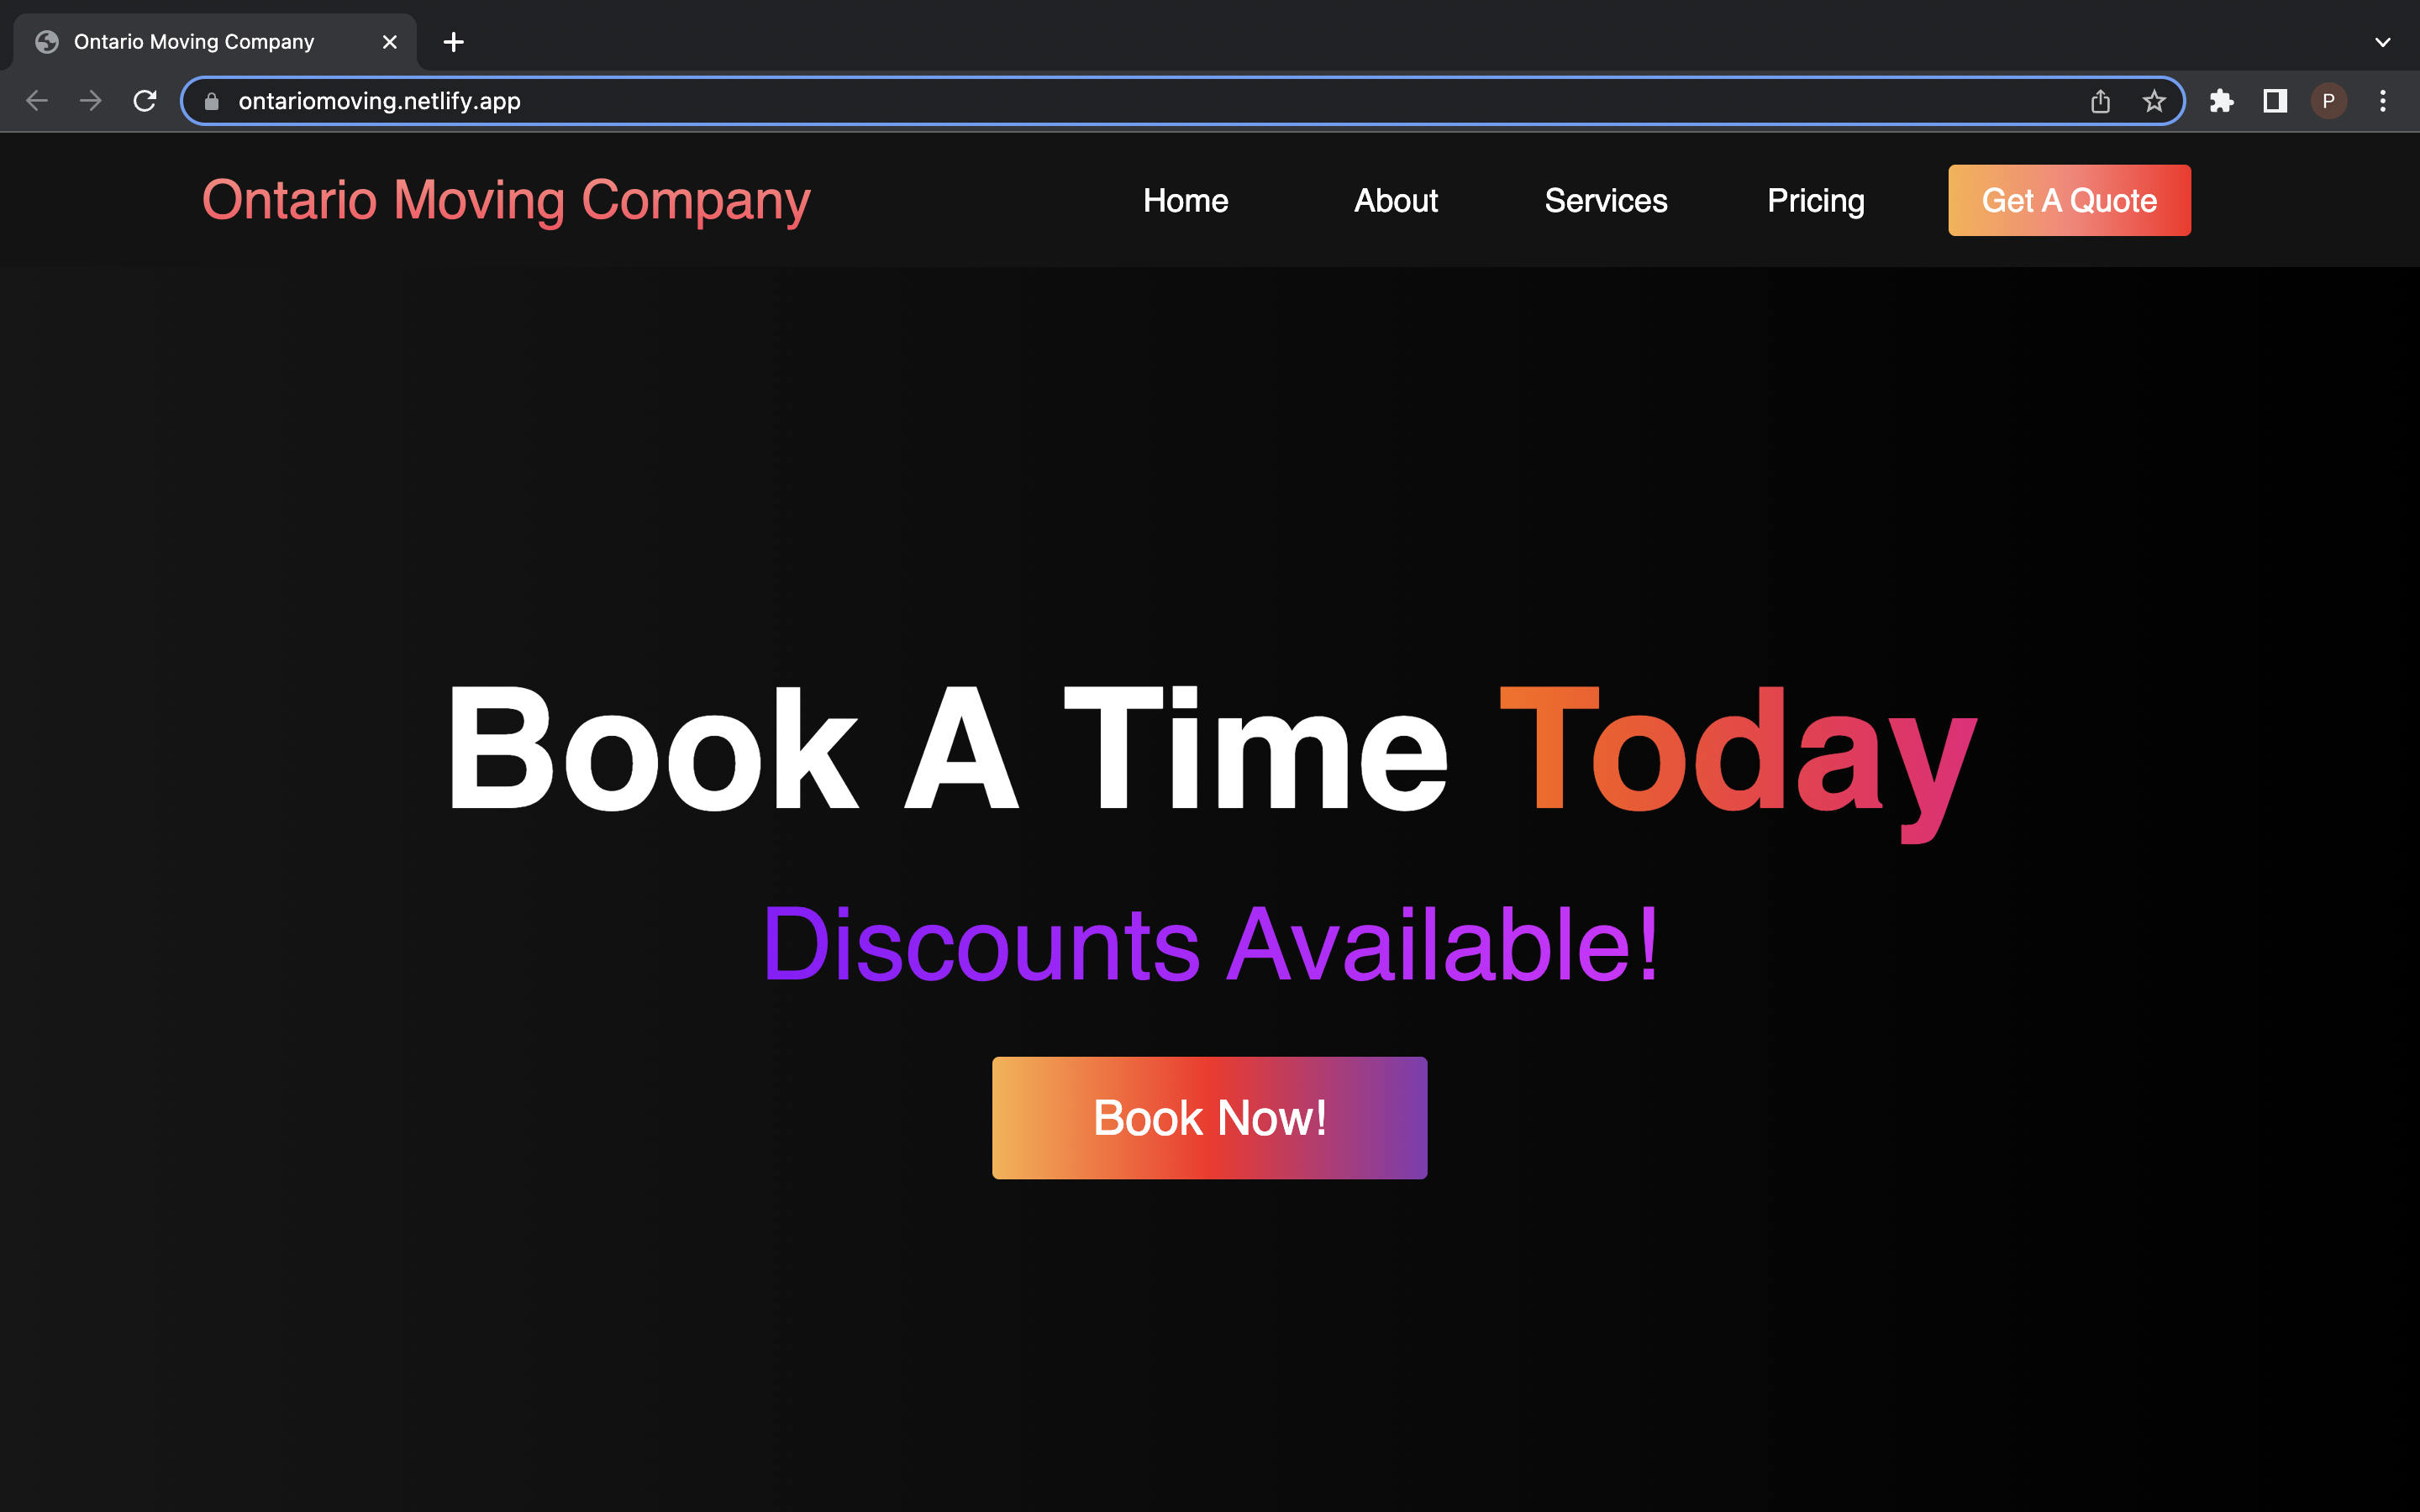 Ontario Moving Company
ontariomoving.netlify.app
P
Ontario Moving Company
Home
About
Services
Pricing
Get A Quote
Book A Time Today
Discounts Available!
Book Now!